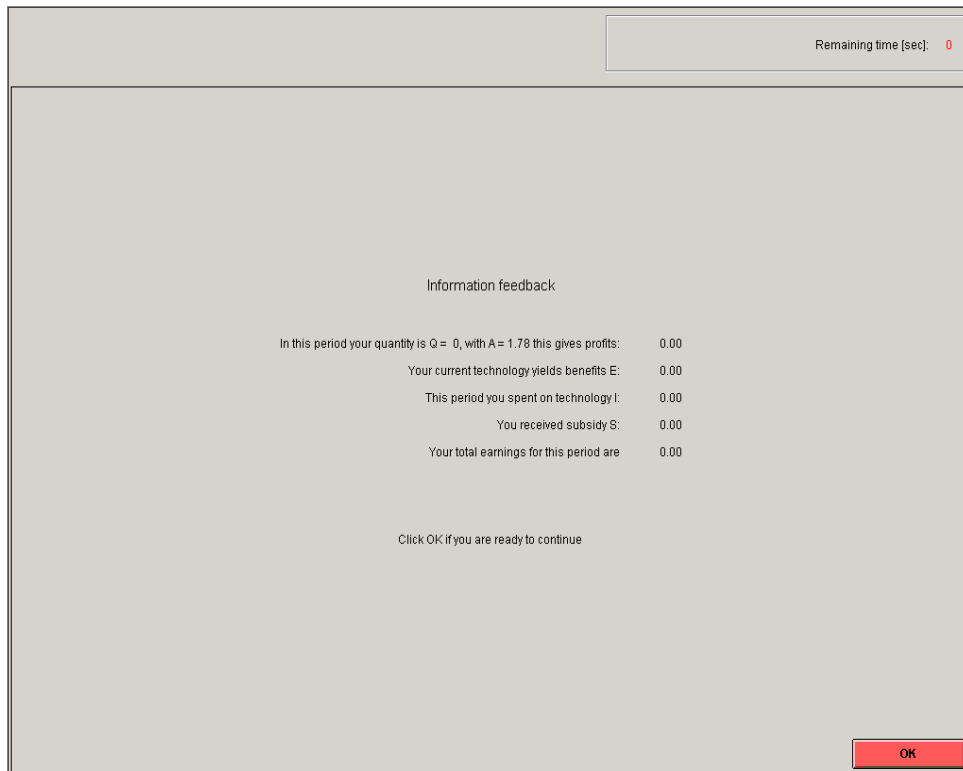 Remaining time [sec]: 0
Information feedback
In this period your quantity is Q = 0, with A = 1.78 this gives profits: 0.00
Your current technology yields benefits E: 0.00
This period you spent on technology I: 0.00
You received subsidy S: 0.00
Your total earnings for this period are 0.00
Click OK if you are ready to continue
OK